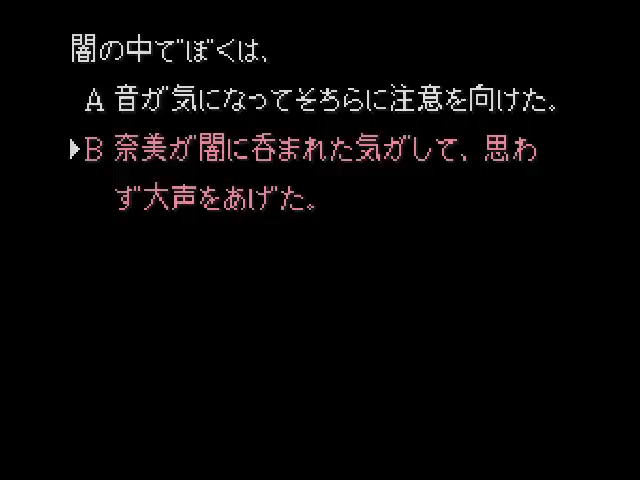 闇の中でぼくは、
A 音が気になってそちらに注意を向けた。
▶B 奈美が闇に呑まれた気がして、思わ
ず大声をあげた。